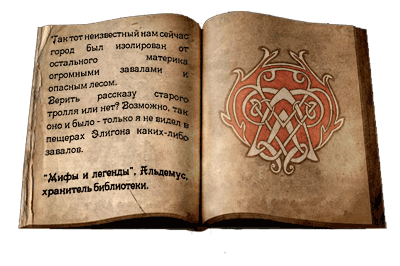 Так тот неизвестный нам сейчас
город был изолирован от
остального материка
огромными завалами и
опасным лесом.
Верить рассказу старого
тролля или нет? Возможно, так
оно и было - только я не видел в
пещерах Элигона каких-либо
завалов.
"Мифы и легенды", Альдемус,
хранитель библиотеки.